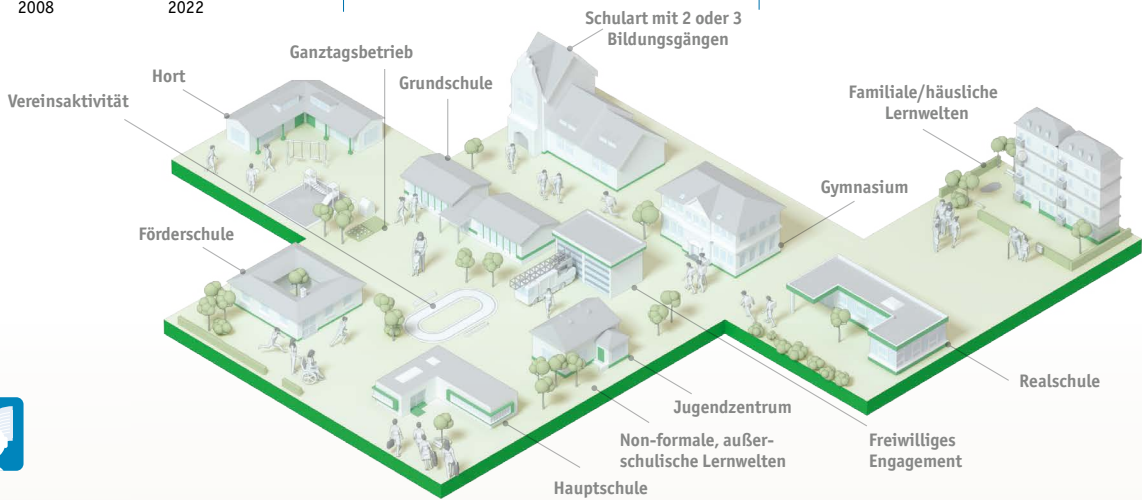 2008 2022
Schulart mit 2 oder 3
Bildungsgängen
Ganztagsbetrieb
Hort
Grundschule
Vereinsaktivität
Familiale/häusliche
Lernwelten
Gymnasium
Förderschule
Realschule
Jugendzentrum
Non-formale, außer-
schulische Lernwelten
Freiwilliges
Engagement
Hauptschule